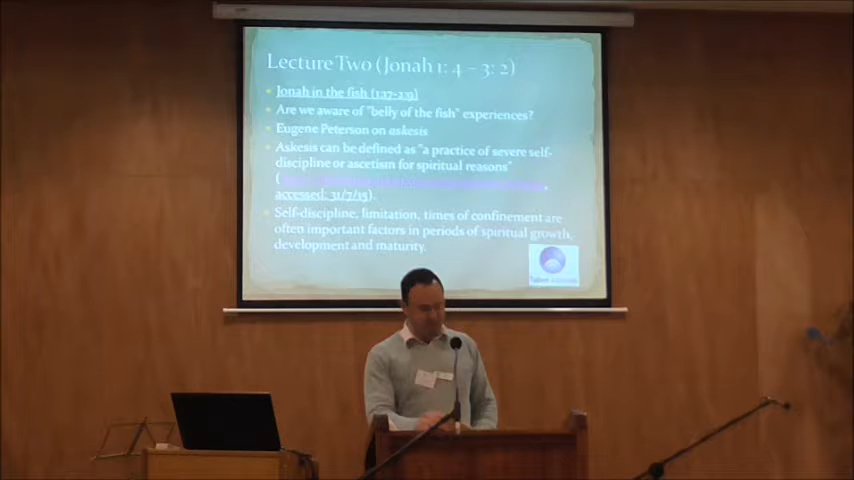 Lecture Two (Jonah 1: 4 – 3: 2)
Jonah in the fish (1:17-2:9)
Are we aware of "belly of the fish" experiences?
Eugene Peterson on askesis
Askesis can be defined as "a practice of severe self-
discipline or asceticism for spiritual reasons"
(
accessed: 31/7/15).
Self-discipline, limitation, times of confinement are
often important factors in periods of spiritual growth,
development and maturity.